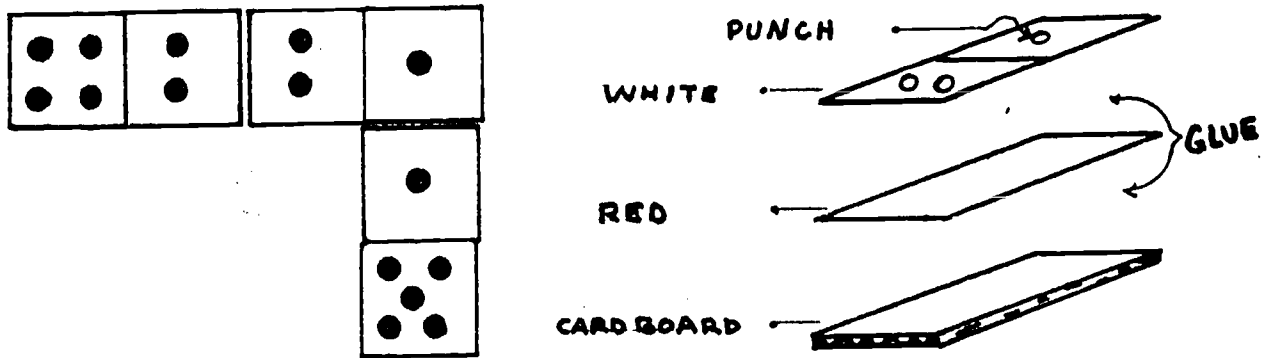 PUNCH
WHITE
GLUE
RED
CARDBOARD